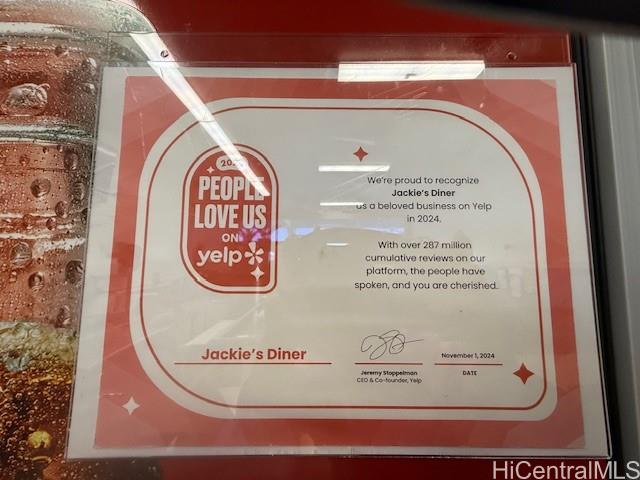 PEOPLE
LOVE US
ON
yelp
Jackie's Diner
We're proud to recognize
Jackie's Diner
as a beloved business on Yelp
in 2024.
With over 287 million
cumulative reviews on our
platform, the people have
spoken, and you are cherished.
Jeremy Stoppelman
CEO & Co-founder, Yelp
November 1, 2024
DATE
HiCentralMLS